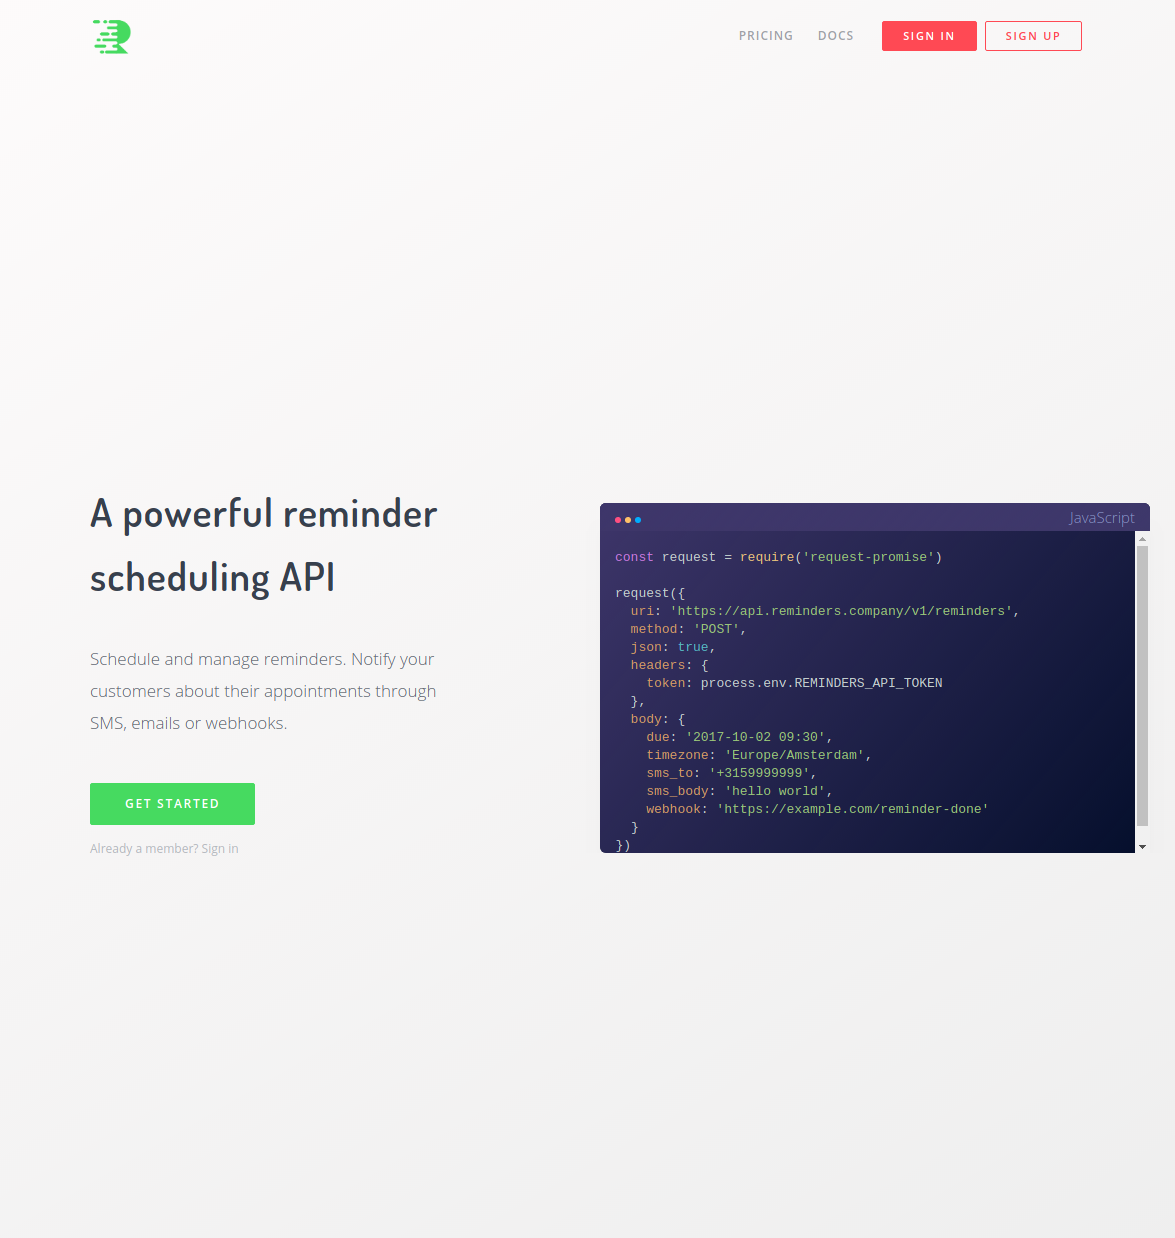 PRICING DOCS SIGN IN SIGN UP
A powerful reminder
scheduling API
Schedule and manage reminders. Notify your
customers about their appointments through
SMS, emails or webhooks.
GET STARTED
Already a member? Sign in
JavaScript
const request = require('request-promise')
request({
  uri: 'https://api.reminders.company/v1/reminders',
  method: 'POST',
  json: true,
  headers: {
    token: process.env.REMINDERS_API_TOKEN
  },
  body: {
    due: '2017-10-02 09:30',
    timezone: 'Europe/Amsterdam',
    sms_to: '+3159999999',
    sms_body: 'hello world',
    webhook: 'https://example.com/reminder-done'
  }
})